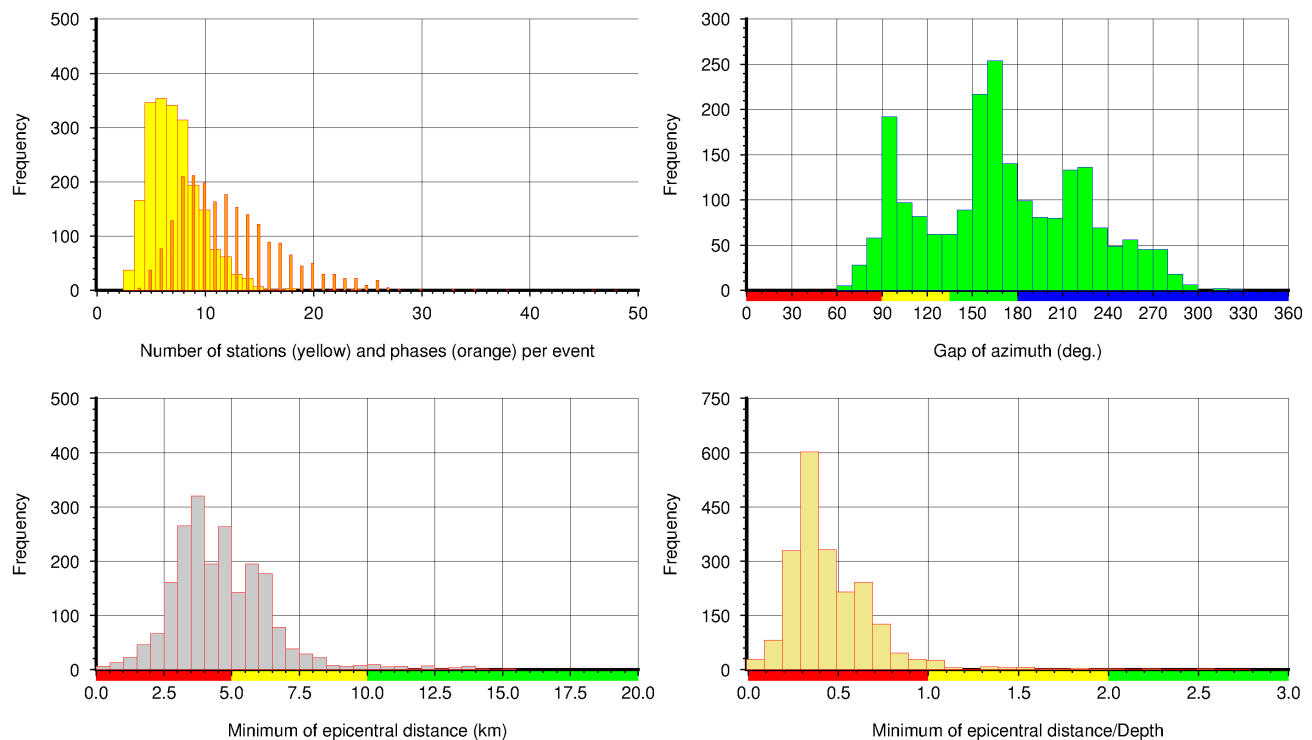 500
400
300
200
100
0
Frequency
0 10 20 30 40 50
Number of stations (yellow) and phases (orange) per event
300
250
200
150
100
50
0
Frequency
0 30 60 90 120 150 180 210 240 270 300 330 360
Gap of azimuth (deg.)
500
400
300
200
100
0
Frequency
0.0 2.5 5.0 7.5 10.0 12.5 15.0 17.5 20.0
Minimum of epicentral distance (km)
750
600
450
300
150
0
Frequency
0.0 0.5 1.0 1.5 2.0 2.5 3.0
Minimum of epicentral distance/Depth